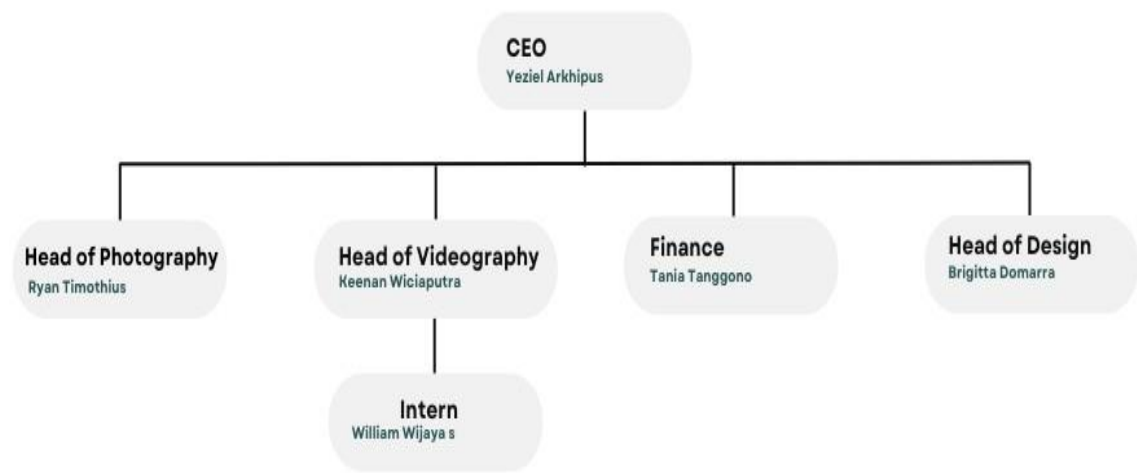 CEO
Yeziel Arkhipus
Head of Photography
Ryan Timothius
Head of Videography
Keenan Wiciaputra
Finance
Tania Tanggono
Head of Design
Brigitta Domarra
Intern
William Wijaya s